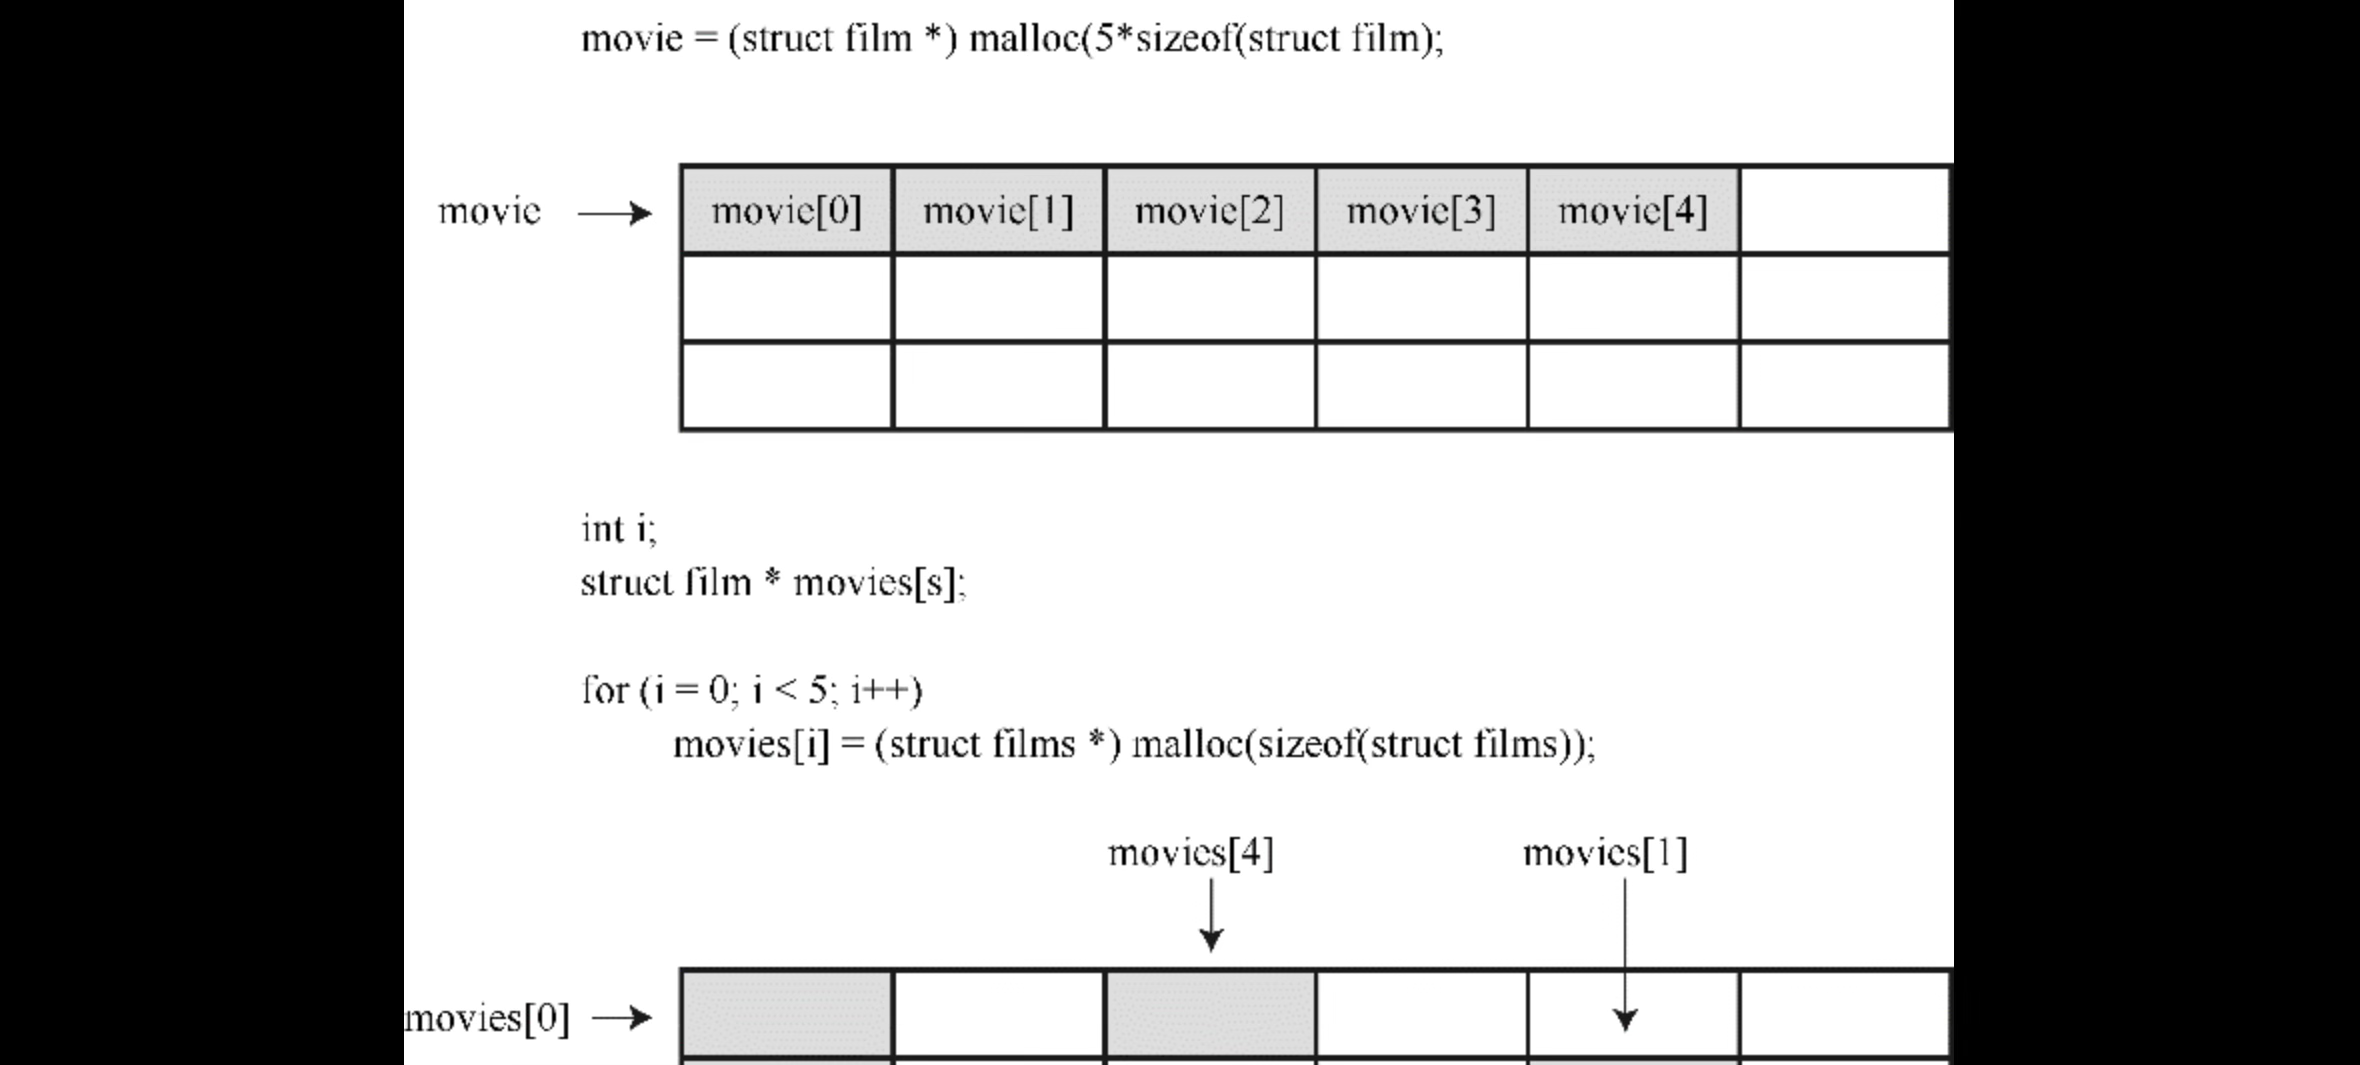 movie = (struct film *) malloc(5*sizeof(struct film);
movie movie[0] movie[1] movie[2] movie[3] movie[4]
int i;
struct film * movies[s];
for (i = 0; i < 5; i++)
movies[i] = (struct films *) malloc(sizeof(struct films));
movies[4] movies[1]
movies[0]